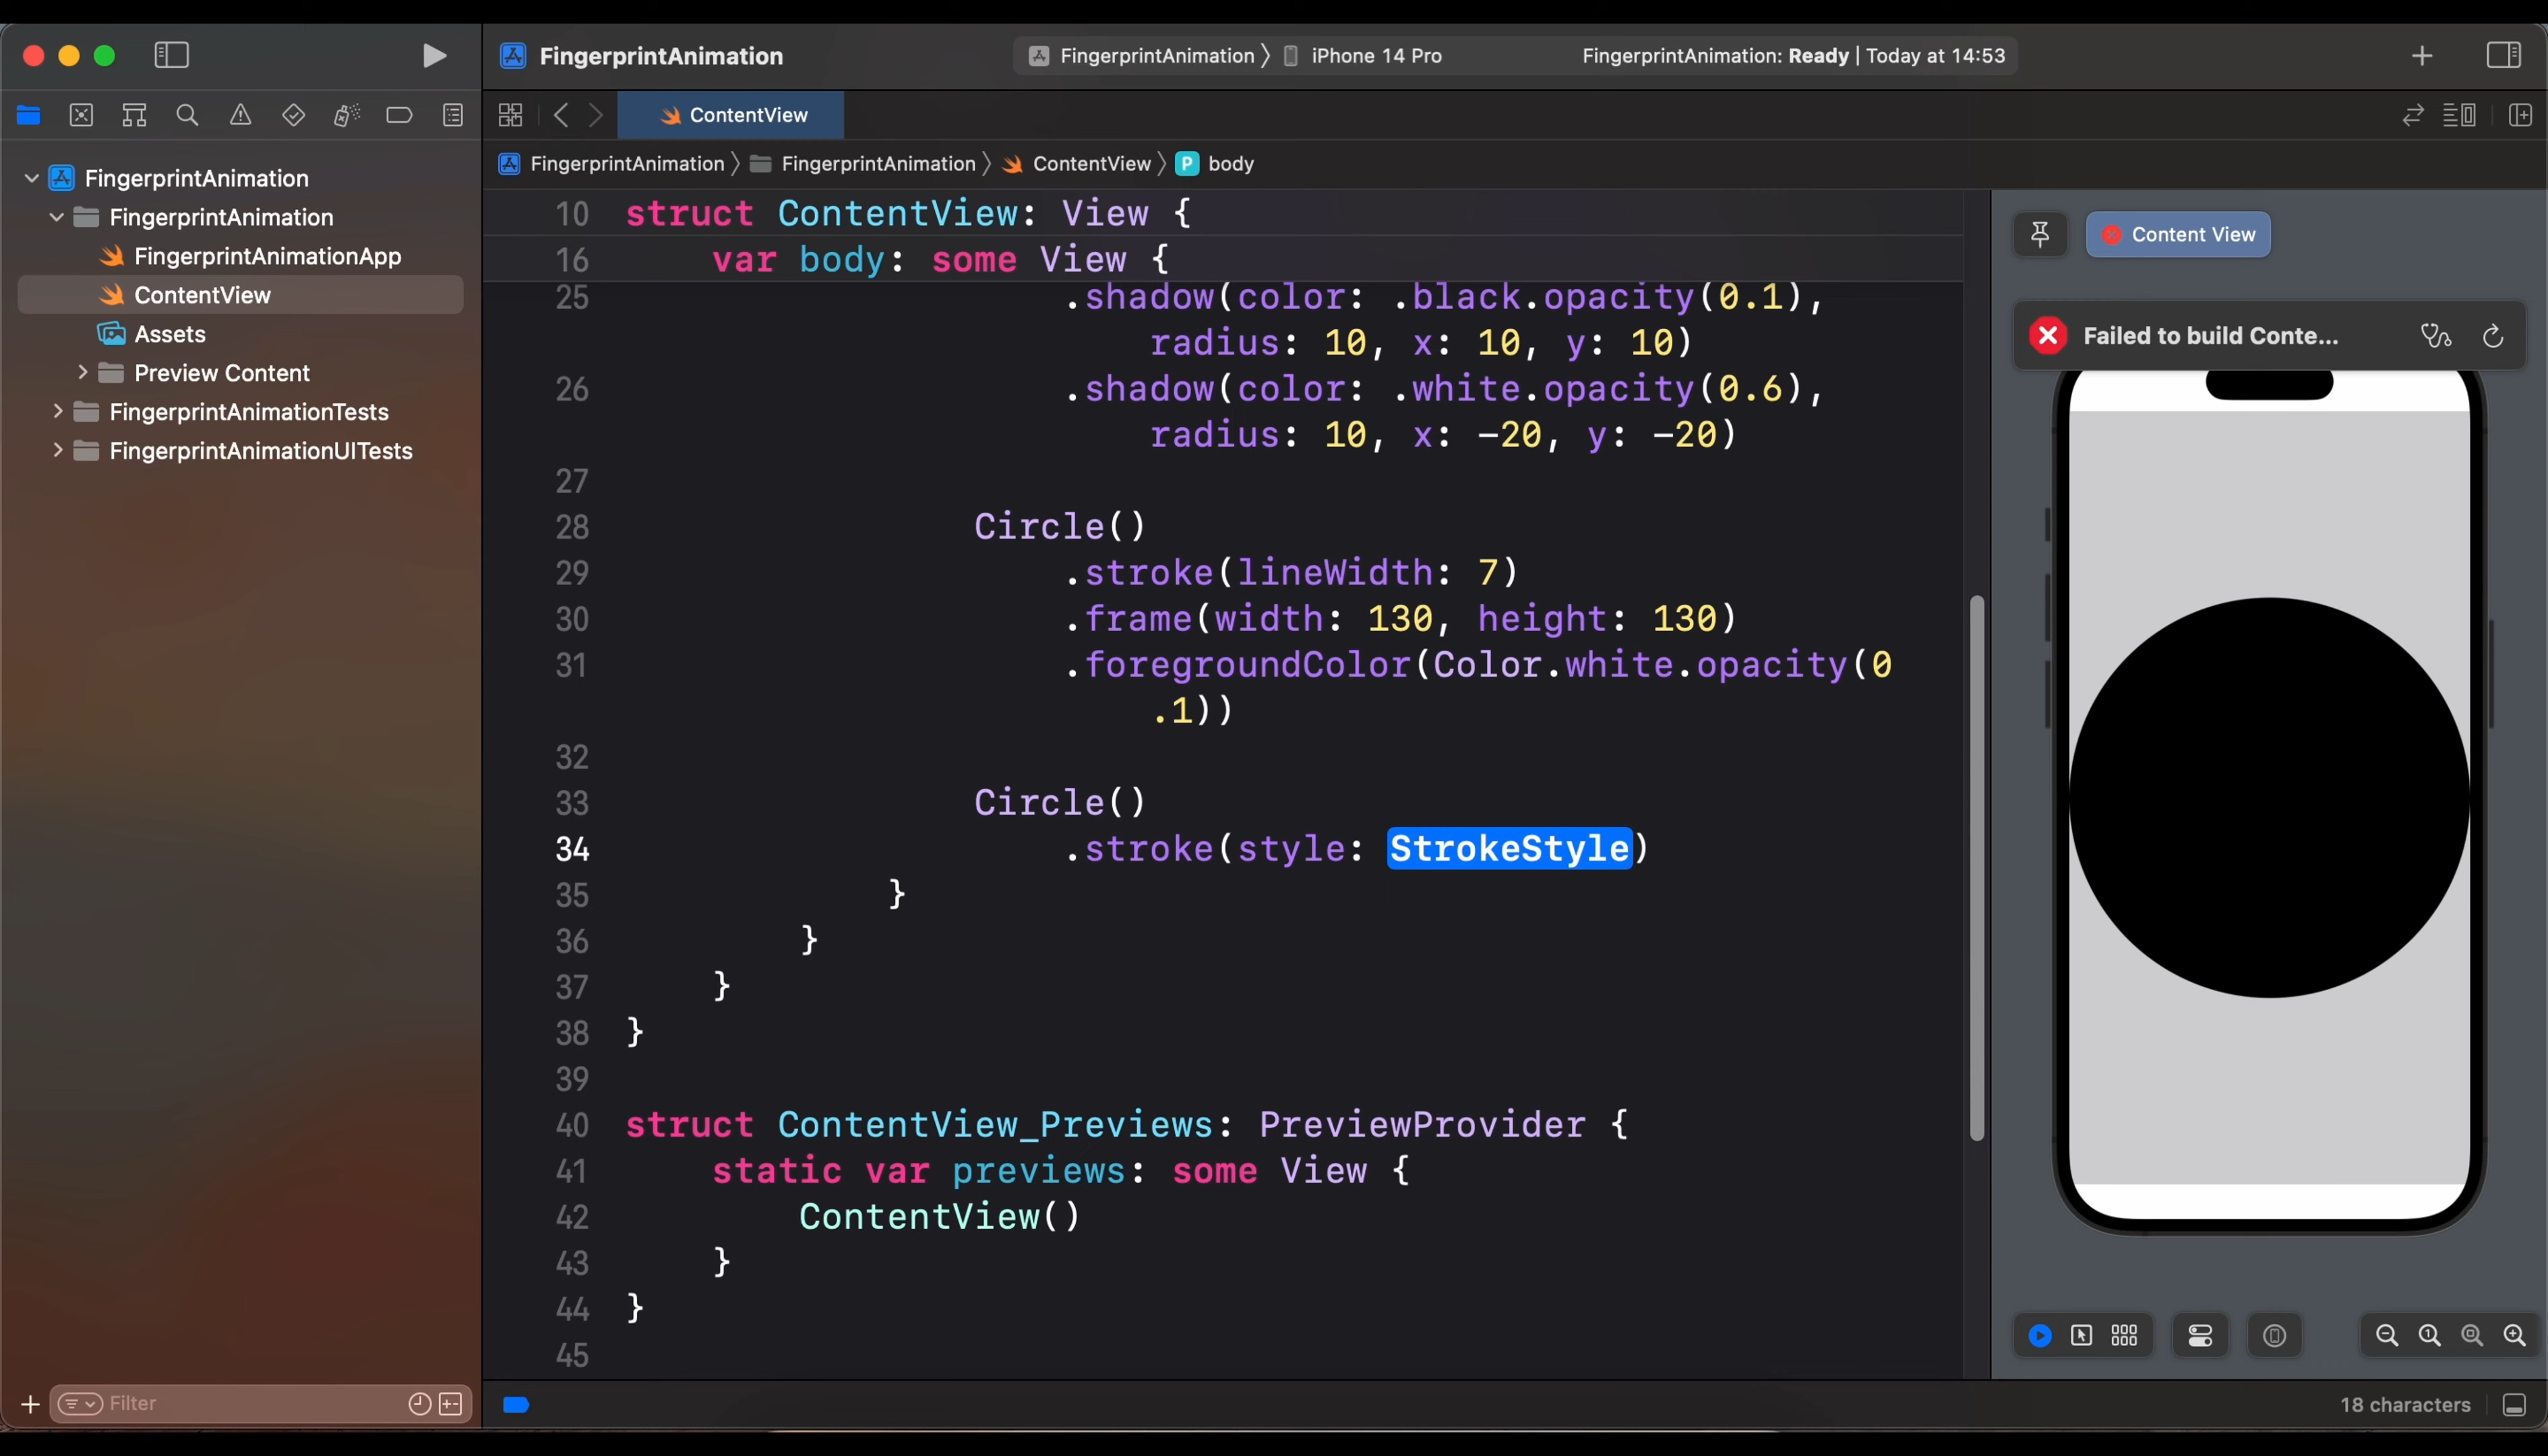 FingerprintAnimation
FingerprintAnimation 〉 iPhone 14 Pro
FingerprintAnimation: Ready | Today at 14:53
ContentView
FingerprintAnimation 〉 FingerprintAnimation 〉 ContentView 〉 P body
FingerprintAnimation
FingerprintAnimation
FingerprintAnimationApp
ContentView
Assets
Preview Content
FingerprintAnimationTests
FingerprintAnimationUITests
10 struct ContentView: View {
16 var body: some View {
25 .shadow(color: .black.opacity(0.1),
radius: 10, x: 10, y: 10)
26 .shadow(color: .white.opacity(0.6),
radius: 10, x: -20, y: -20)
27
28 Circle()
29 .stroke(lineWidth: 7)
30 .frame(width: 130, height: 130)
31 .foregroundColor(Color.white.opacity(0
.1))
32
33 Circle()
34 .stroke(style: StrokeStyle)
35 }
36 }
37 }
38 }
39
40 struct ContentView_Previews: PreviewProvider {
41 static var previews: some View {
42 ContentView()
43 }
44 }
45
Content View
Failed to build Conte...
Filter
18 characters